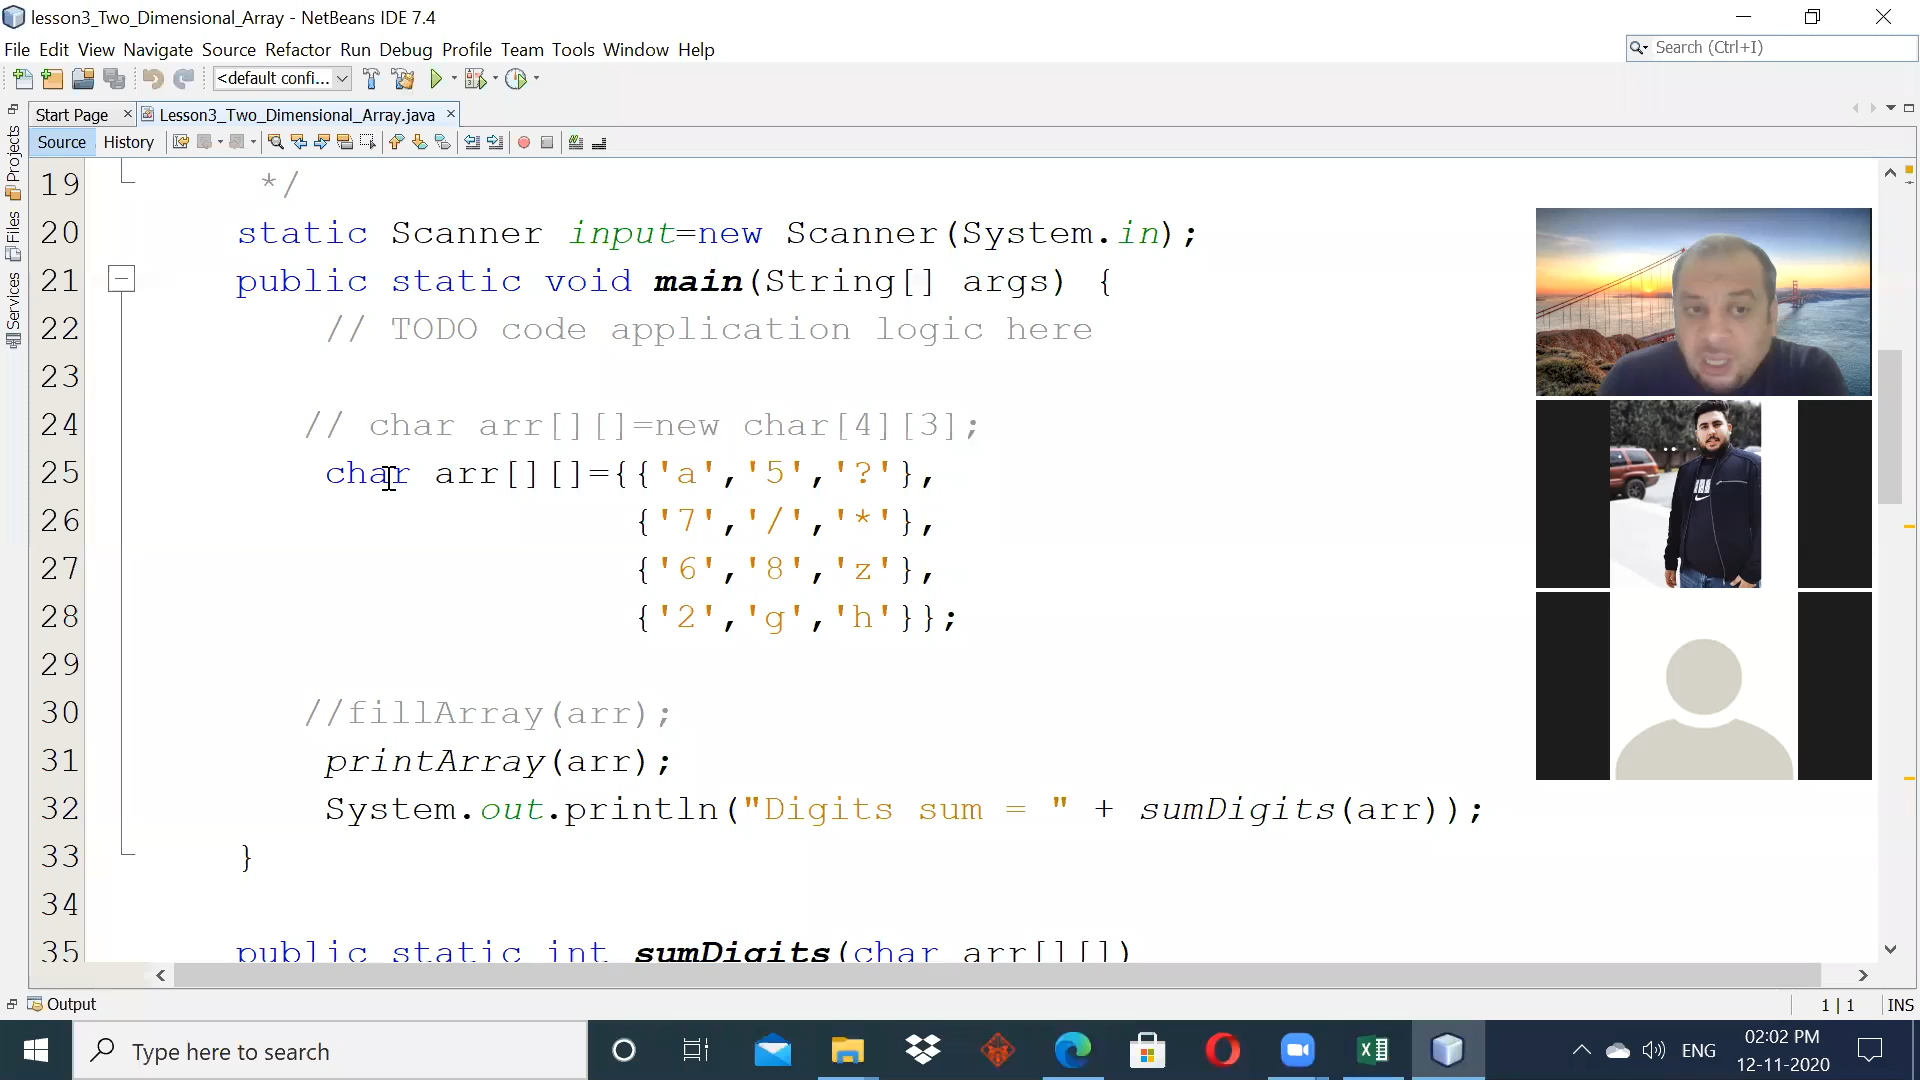 lesson3_Two_Dimensional_Array - NetBeans IDE 7.4
File Edit View Navigate Source Refactor Run Debug Profile Team Tools Window Help
Search (Ctrl+I)
<default confi...
Start Page
Lesson3_Two_Dimensional_Array.java
Source History
Projects
Files
Services
19 */
20 static Scanner input=new Scanner(System.in);
21 public static void main(String[] args) {
22 // TODO code application logic here
23
24 // char arr[][]=new char[4][3];
25 char arr[][]={{'a','5','?'},
26 {'7','/','*'},
27 {'6','8','z'},
28 {'2','g','h'}};
29
30 //fillArray(arr);
31 printArray(arr);
32 System.out.println("Digits sum = " + sumDigits(arr));
33 }
34
35 public static int sumDigits(char arr[][])
Output
1 | 1 INS
Type here to search
ENG
02:02 PM
12-11-2020